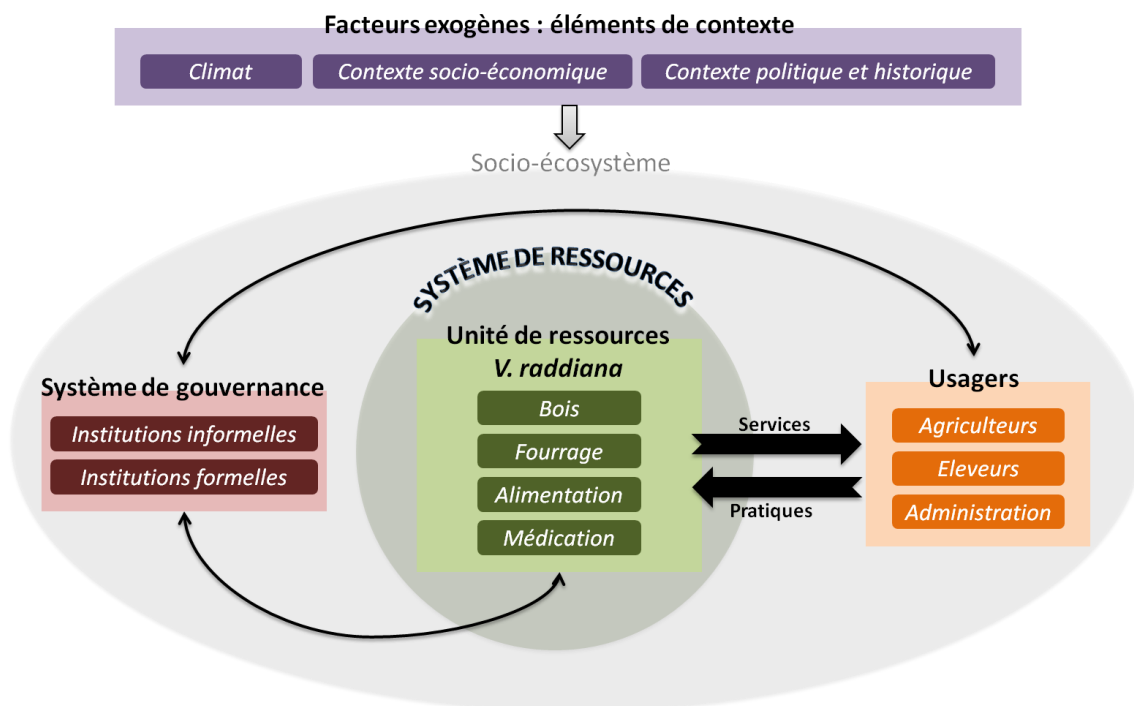 Facteurs exogènes : éléments de contexte
Climat
Contexte socio-économique
Contexte politique et historique
Socio-écosystème
SYSTÈME DE RESSOURCES
Unité de ressources
V. raddiana
Bois
Fourrage
Alimentation
Médication
Système de gouvernance
Institutions informelles
Institutions formelles
Services
Pratiques
Usagers
Agriculteurs
Eleveurs
Administration